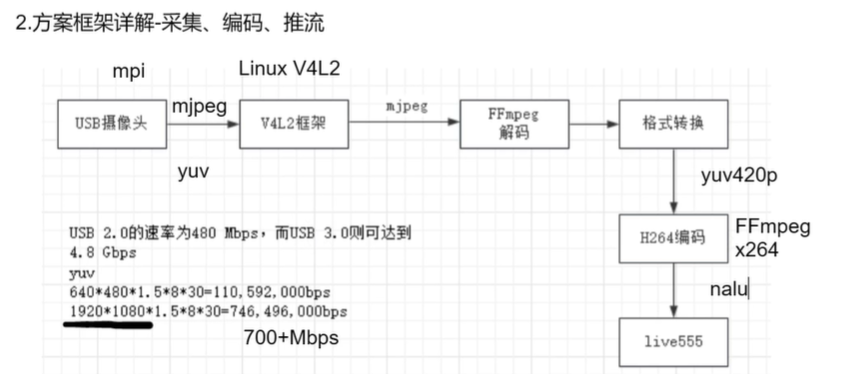 2.方案框架详解-采集、编码、推流
mpi
Linux V4L2
USB摄像头
mjpeg
V4L2框架
mjpeg
FFmpeg
解码
格式转换
yuv
yuv420p
H264编码
FFmpeg
x264
nalu
live555
USB 2.0的速率为480 Mbps，而USB 3.0则可达到
4.8 Gbps
yuv
640*480*1.5*8*30=110,592,000bps
1920*1080*1.5*8*30=746,496,000bps
700+Mbps